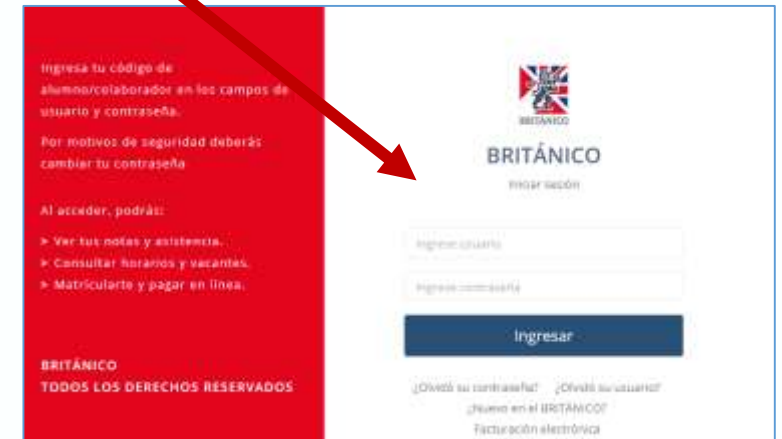 Ingresa tu código de
alumno/colaborador en los campos de
usuario y contraseña.
Por motivos de seguridad deberás
cambiar tu contraseña
Al acceder, podrás:
> Ver tus notas y asistencia.
> Consultar horarios y vacantes.
> Matricularte y pagar en línea.
BRITÁNICO
TODOS LOS DERECHOS RESERVADOS
BRITÁNICO
BRITÁNICO
Iniciar sesión
Ingrese usuario
Ingrese contraseña
Ingresar
¿Olvidó su contraseña? ¿Olvidó su usuario?
¿Nuevo en el BRITÁNICO?
Facturación electrónica